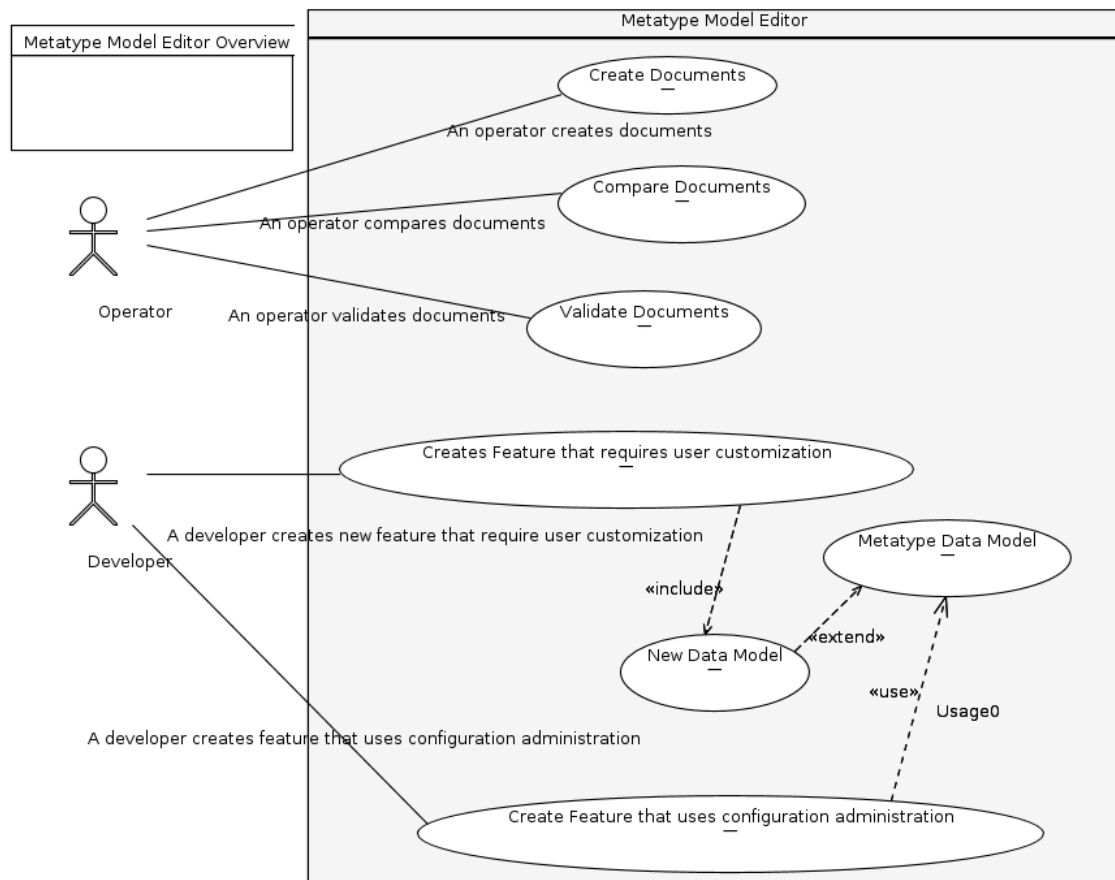 Metatype Model Editor
Metatype Model Editor Overview
Create Documents
An operator creates documents
Compare Documents
An operator compares documents
Operator
An operator validates documents
Validate Documents
Creates Feature that requires user customization
A developer creates new feature that require user customization
Developer
Metatype Data Model
«include»
«extend»
New Data Model
«use»
Usage0
A developer creates feature that uses configuration administration
Create Feature that uses configuration administration